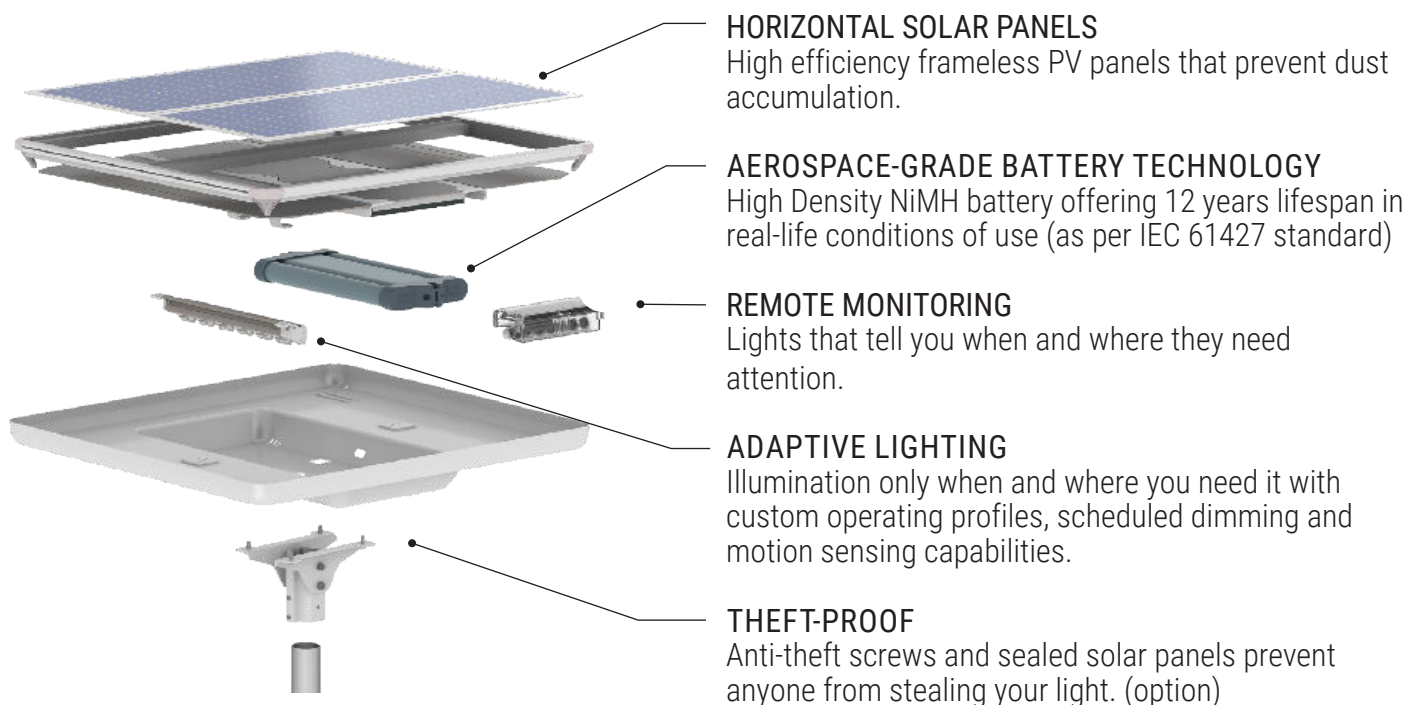 HORIZONTAL SOLAR PANELS
High efficiency frameless PV panels that prevent dust
accumulation.
AEROSPACE-GRADE BATTERY TECHNOLOGY
High Density NiMH battery offering 12 years lifespan in
real-life conditions of use (as per IEC 61427 standard)
REMOTE MONITORING
Lights that tell you when and where they need
attention.
ADAPTIVE LIGHTING
Illumination only when and where you need it with
custom operating profiles, scheduled dimming and
motion sensing capabilities.
THEFT-PROOF
Anti-theft screws and sealed solar panels prevent
anyone from stealing your light. (option)